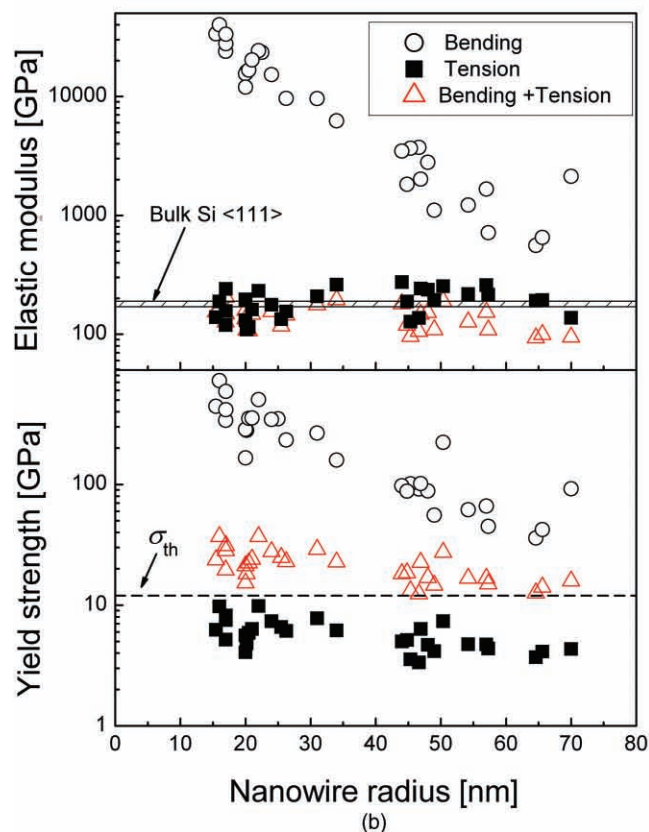 Bending
Tension
Bending +Tension
Elastic modulus [GPa]
10000
1000
100
Bulk Si <111>
Yield strength [GPa]
100
10
1
σth
0 10 20 30 40 50 60 70 80
Nanowire radius [nm]
(b)